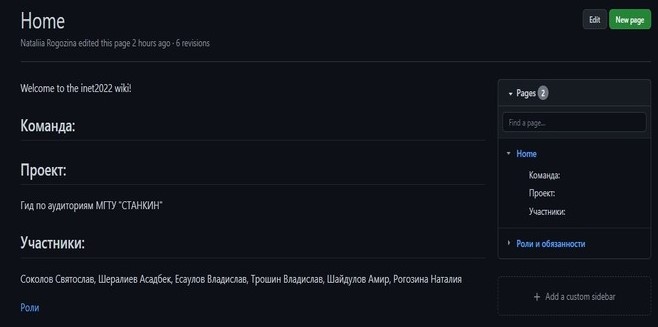 Home
Edit
New page
Nataliia Rogozina edited this page 2 hours ago · 6 revisions
Welcome to the inet2022 wiki!
Команда:
Проект:
Гид по аудиториям МГТУ "СТАНКИН"
Участники:
Соколов Святослав, Шералиев Асадбек, Есаулов Владислав, Трошин Владислав, Шайдулов Амир, Рогозина Наталия
Роли
Pages 2
Find a page...
Home
Команда:
Проект:
Участники:
Роли и обязанности
+ Add a custom sidebar